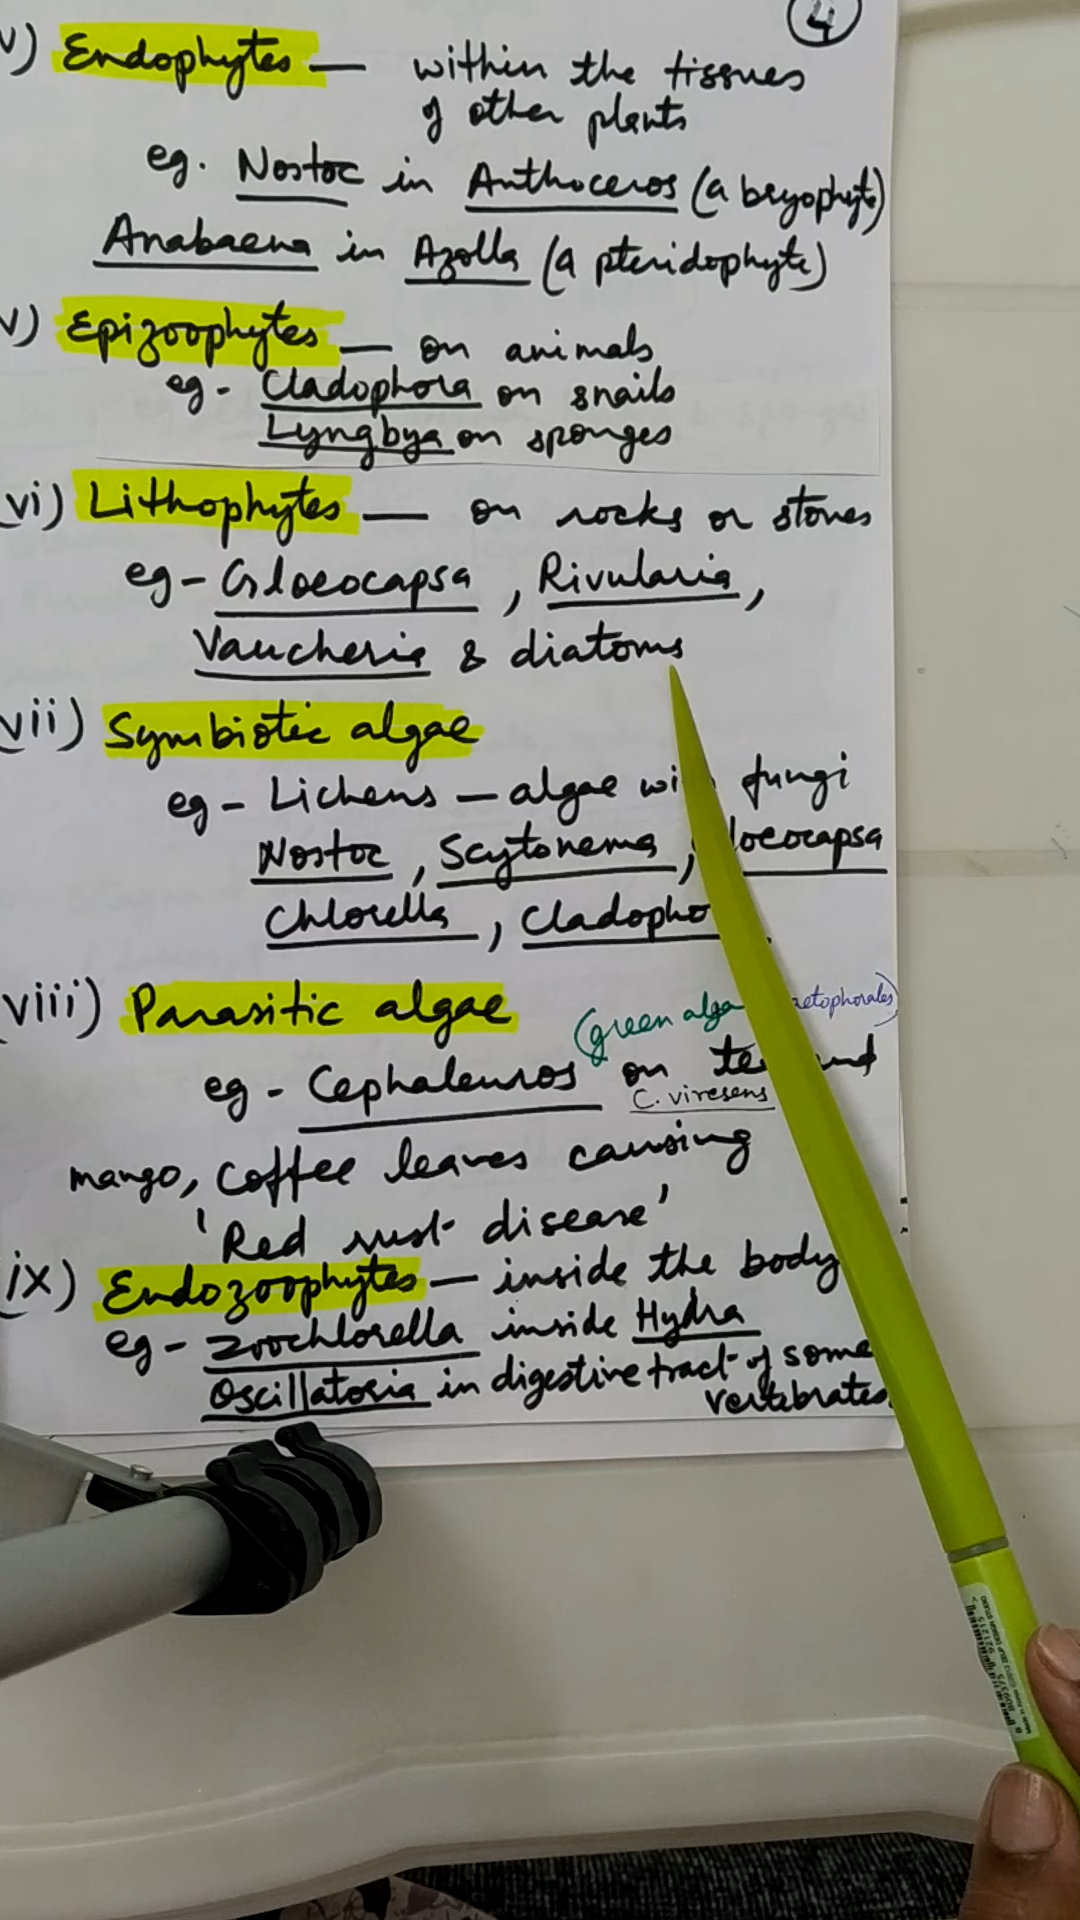 4
v) Endophytes — within the tissues
of other plants
eg. Nostoc in Anthoceros (a bryophyte)
Anabaena in Azolla (a pteridophyte)
v) Epizoophytes — on animals
eg - Cladophora on snails
Lyngbya on sponges
vi) Lithophytes — on rocks or stones
eg - Gloeocapsa, Rivularia,
Vaucheria & diatoms
vii) Symbiotic algae
eg - Lichens — algae with fungi
Nostoc, Scytonema,
Chlorella,
viii) Parasitic algae
(green alga
eg - Cephaleuros on
C. viresens
mango, coffee leaves causing
'Red rust disease'
ix) Endozoophytes — inside the body
eg - Zoochlorella inside Hydra
Oscillatoria in digestive tract of some
vertebrates.